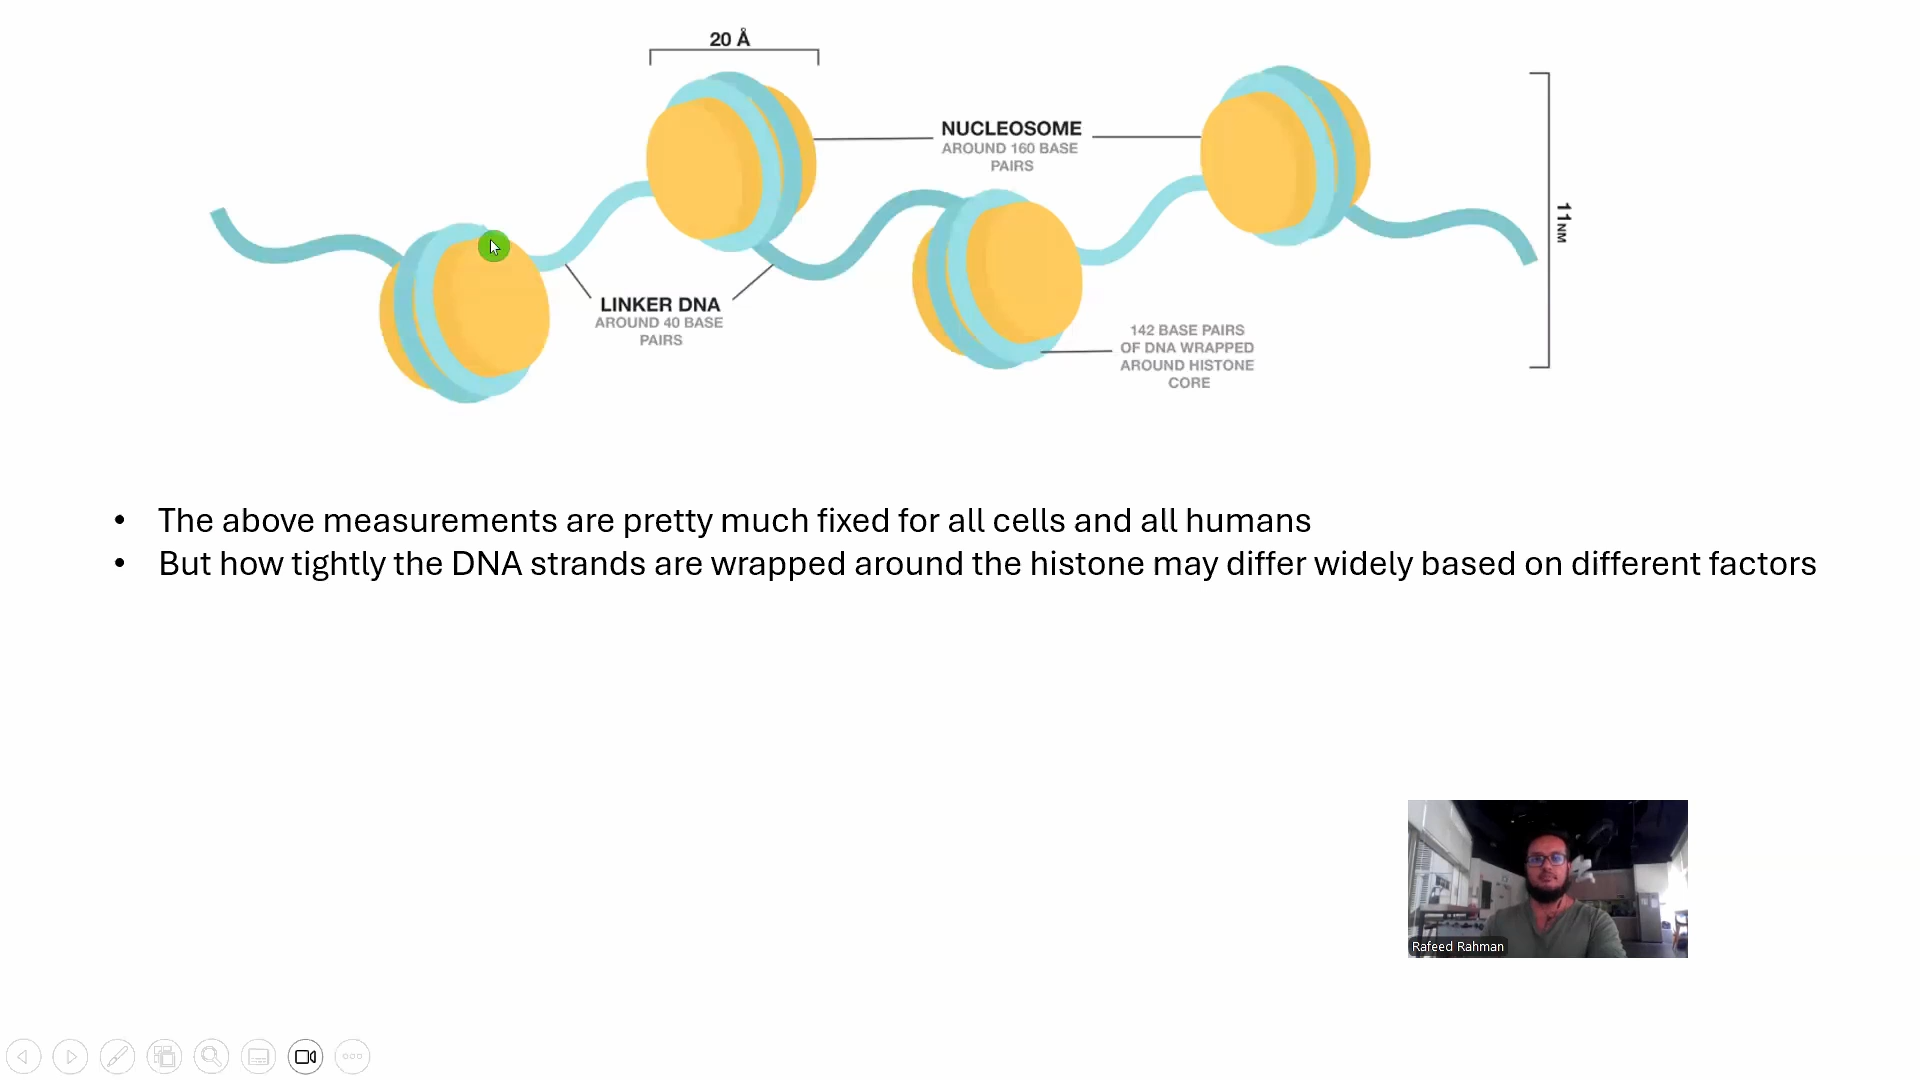 20 Å
NUCLEOSOME
AROUND 160 BASE
PAIRS
11NM
LINKER DNA
AROUND 40 BASE
PAIRS
142 BASE PAIRS
OF DNA WRAPPED
AROUND HISTONE
CORE
• The above measurements are pretty much fixed for all cells and all humans
• But how tightly the DNA strands are wrapped around the histone may differ widely based on different factors
Rafeed Rahman